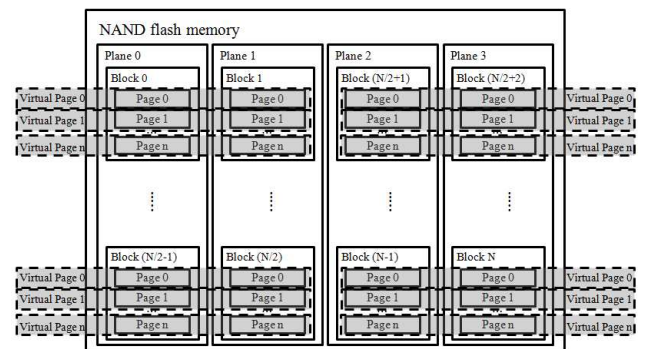 NAND flash memory
Plane 0 Plane 1 Plane 2 Plane 3
Block 0 Block 1 Block (N/2+1) Block (N/2+2)
Virtual Page 0 Page 0 Page 0 Page 0 Page 0 Virtual Page 0
Virtual Page 1 Page 1 Page 1 Page 1 Page 1 Virtual Page 1
Virtual Page n Page n Page n Page n Page n Virtual Page n
Block (N/2-1) Block (N/2) Block (N-1) Block N
Virtual Page 0 Page 0 Page 0 Page 0 Page 0 Virtual Page 0
Virtual Page 1 Page 1 Page 1 Page 1 Page 1 Virtual Page 1
Virtual Page n Page n Page n Page n Page n Virtual Page n